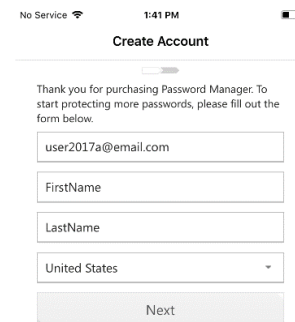 No Service 1:41 PM
Create Account
Thank you for purchasing Password Manager. To
start protecting more passwords, please fill out the
form below.
user2017a@email.com
FirstName
LastName
United States
Next